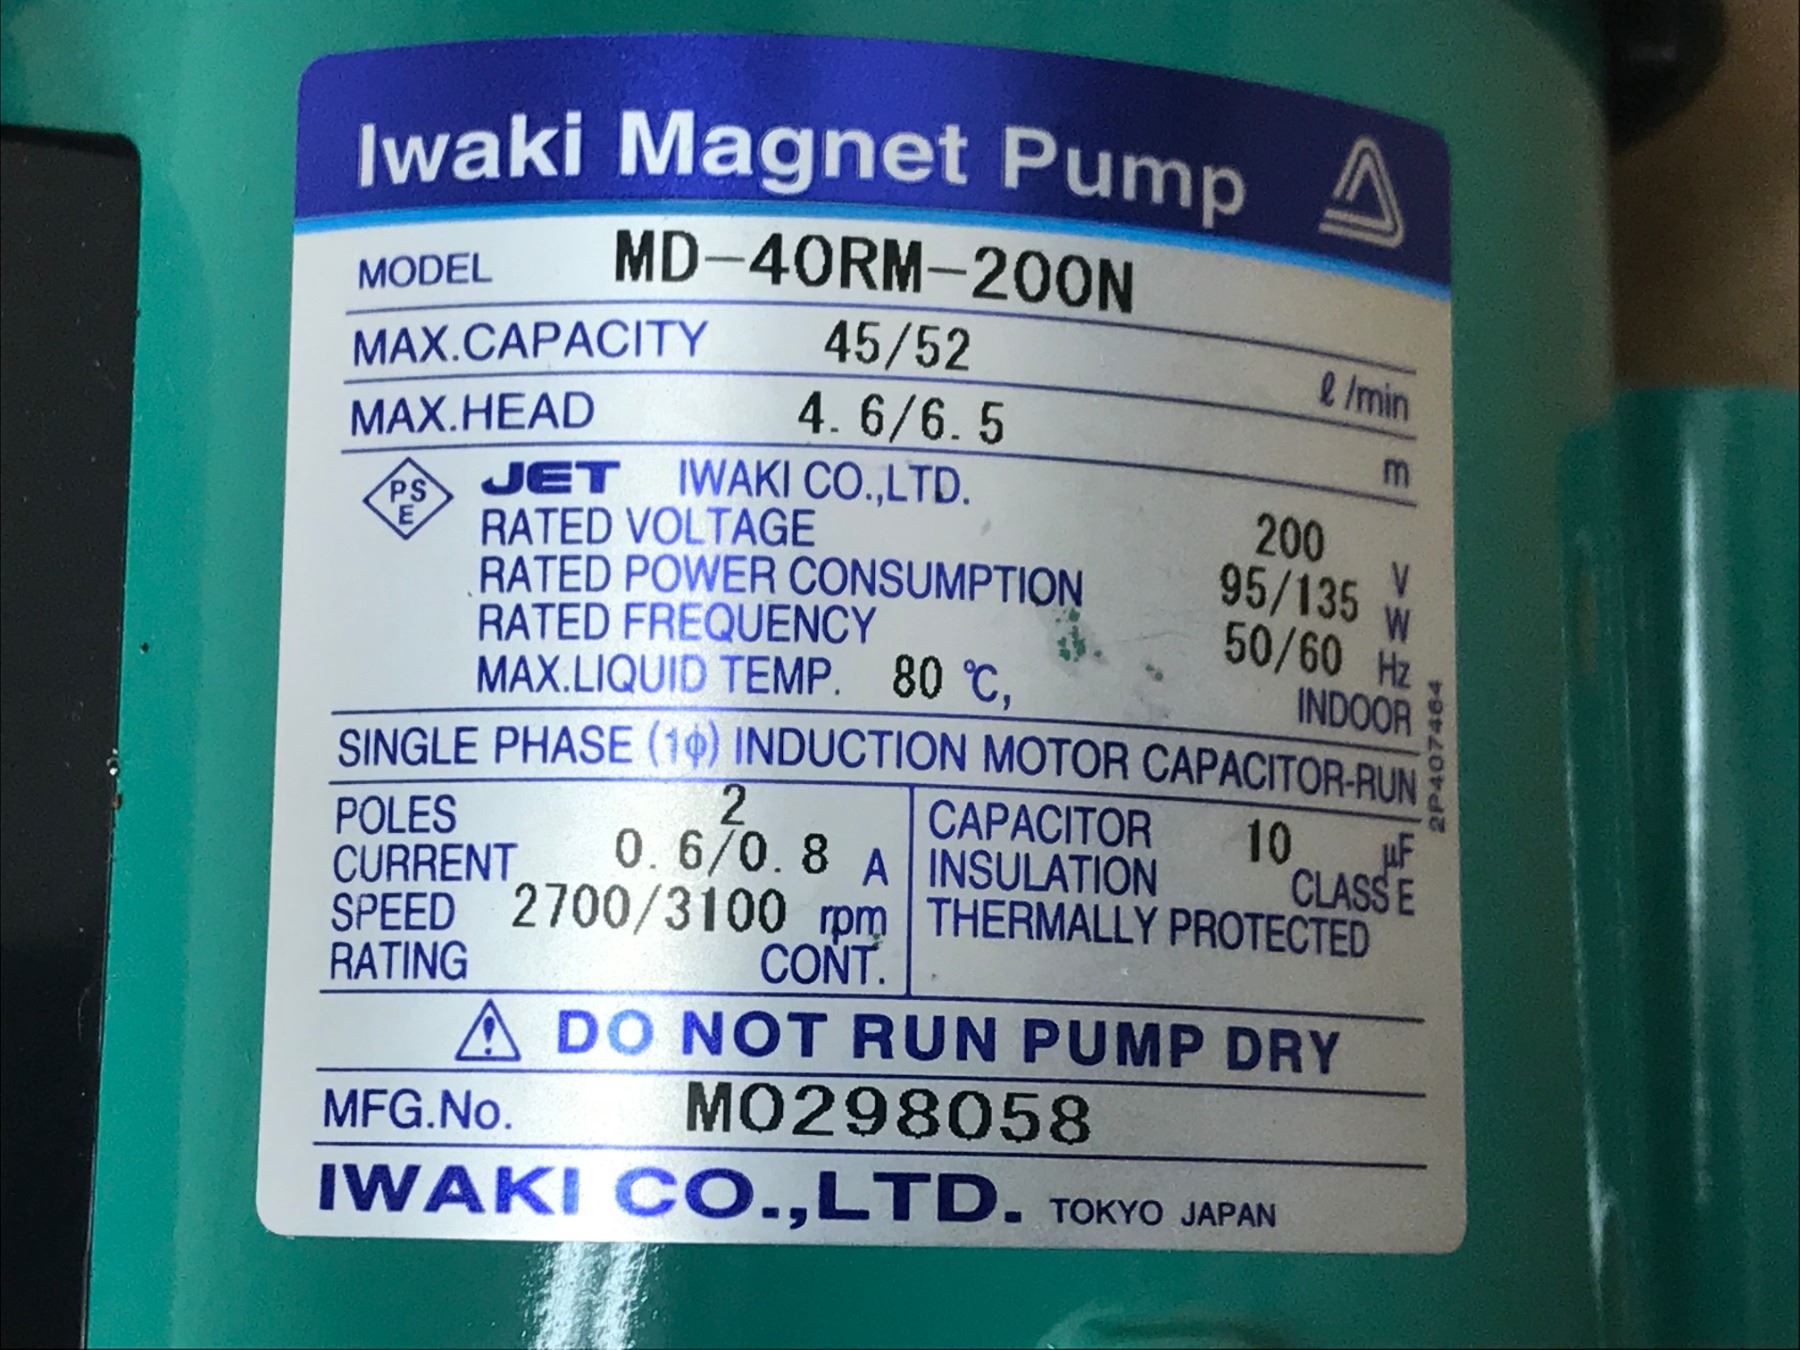 Iwaki Magnet Pump
MODEL MD-40RM-200N
MAX.CAPACITY 45/52 ℓ/min
MAX.HEAD 4.6/6.5 m
PS E JET IWAKI CO.,LTD.
RATED VOLTAGE 200 V
RATED POWER CONSUMPTION 95/135 W
RATED FREQUENCY 50/60 Hz
MAX.LIQUID TEMP. 80 ℃, INDOOR
SINGLE PHASE (1ϕ) INDUCTION MOTOR CAPACITOR-RUN
POLES 2
CURRENT 0.6/0.8 A
SPEED 2700/3100 rpm
RATING CONT.
CAPACITOR 10 µF
INSULATION CLASS E
THERMALLY PROTECTED
2P407464
DO NOT RUN PUMP DRY
MFG.No. M0298058
IWAKI CO.,LTD. TOKYO JAPAN